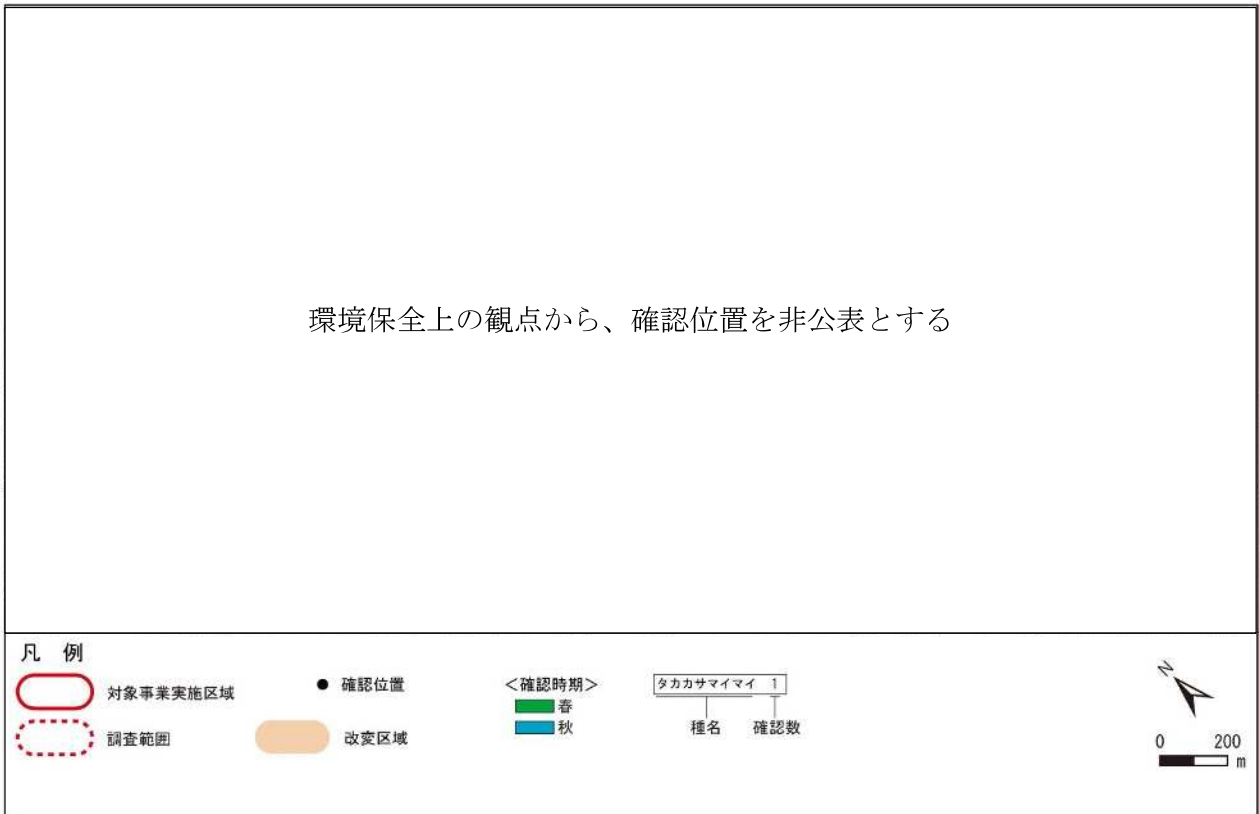 環境保全上の観点から、確認位置を非公表とする
凡 例
対象事業実施区域
調査範囲
確認位置
改変区域
<確認時期>
春
秋
タカカサマイマイ 1
種名 確認数
N
0 200
m